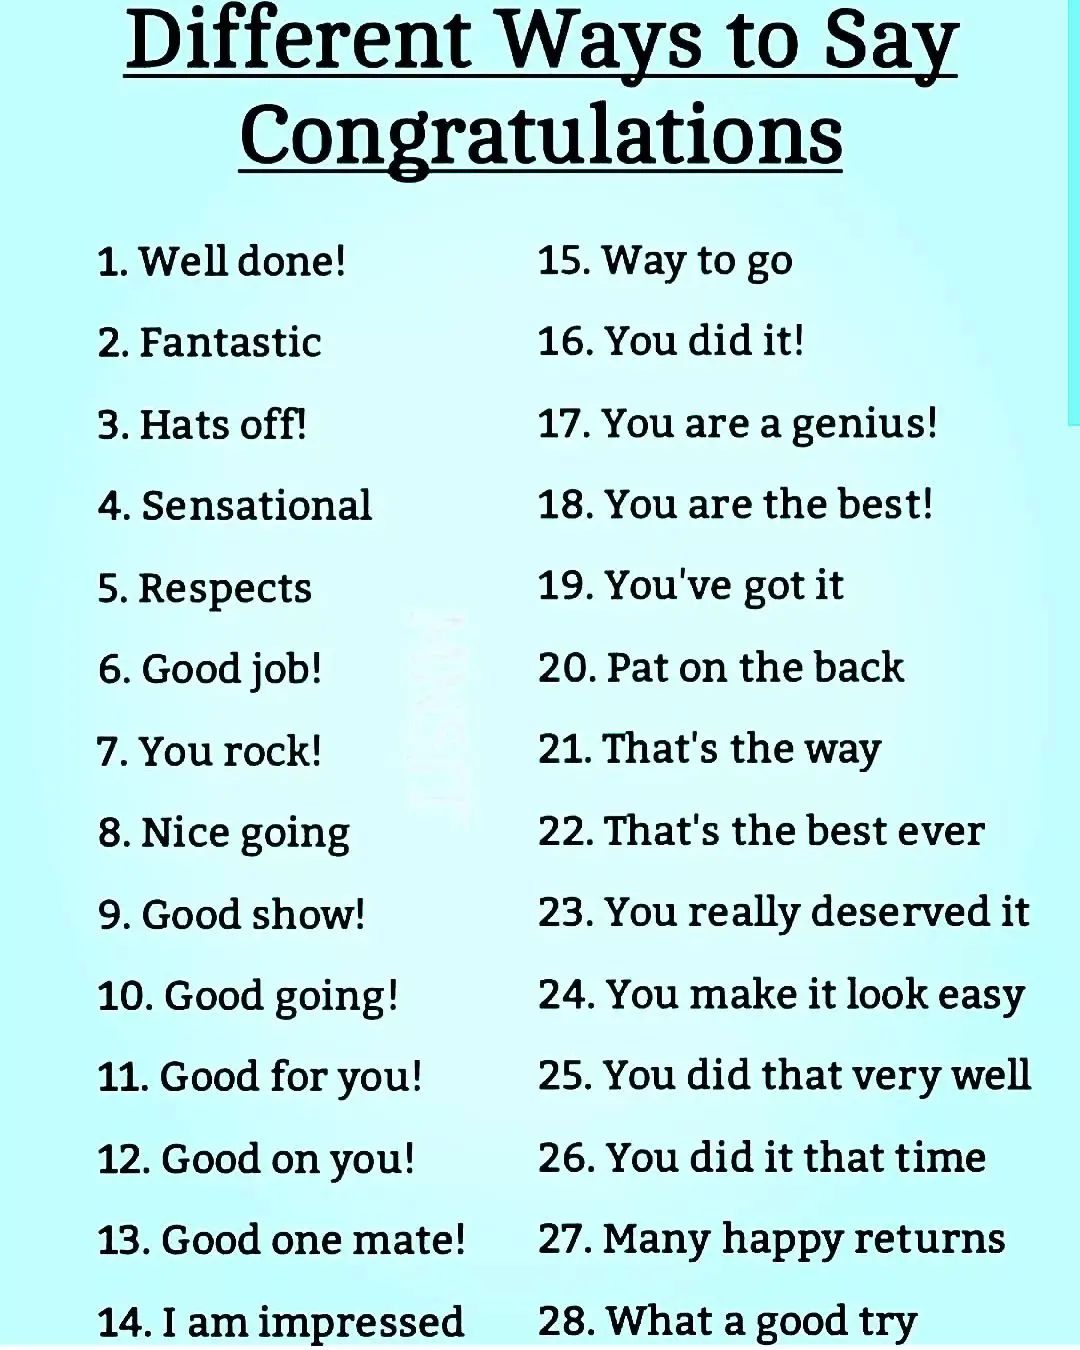 Different Ways to Say
Congratulations
1. Well done!
2. Fantastic
3. Hats off!
4. Sensational
5. Respects
6. Good job!
7. You rock!
8. Nice going
9. Good show!
10. Good going!
11. Good for you!
12. Good on you!
13. Good one mate!
14. I am impressed
15. Way to go
16. You did it!
17. You are a genius!
18. You are the best!
19. You've got it
20. Pat on the back
21. That's the way
22. That's the best ever
23. You really deserved it
24. You make it look easy
25. You did that very well
26. You did it that time
27. Many happy returns
28. What a good try